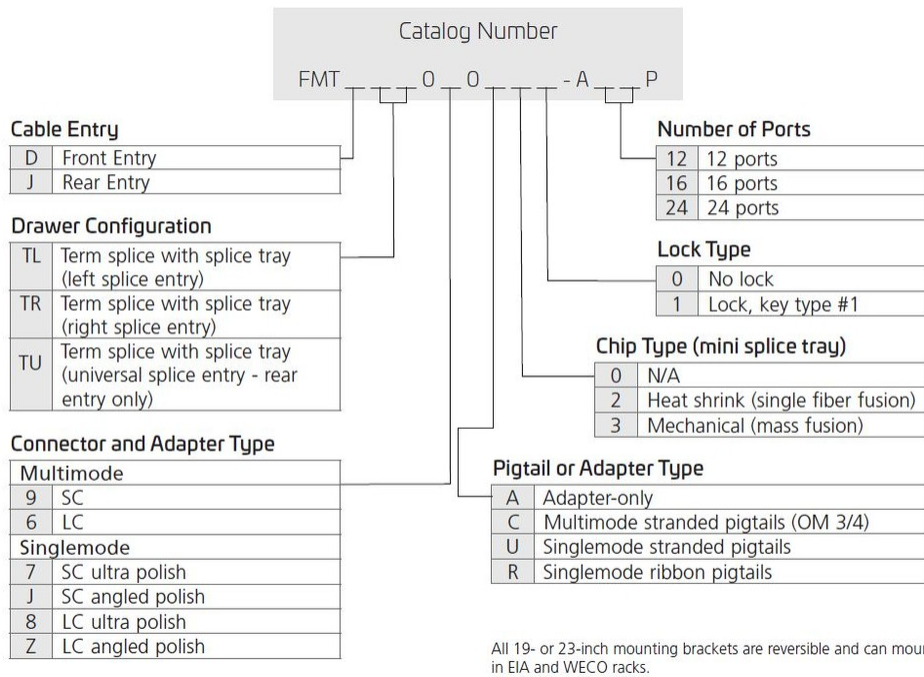 Catalog Number
FMT _ _ _ 0 _ 0 _ _ _ - A _ _ P
Cable Entry
D Front Entry
J Rear Entry
Drawer Configuration
TL Term splice with splice tray
(left splice entry)
TR Term splice with splice tray
(right splice entry)
TU Term splice with splice tray
(universal splice entry - rear
entry only)
Connector and Adapter Type
Multimode
9 SC
6 LC
Singlemode
7 SC ultra polish
J SC angled polish
8 LC ultra polish
Z LC angled polish
Number of Ports
12 12 ports
16 16 ports
24 24 ports
Lock Type
0 No lock
1 Lock, key type #1
Chip Type (mini splice tray)
0 N/A
2 Heat shrink (single fiber fusion)
3 Mechanical (mass fusion)
Pigtail or Adapter Type
A Adapter-only
C Multimode stranded pigtails (OM 3/4)
U Singlemode stranded pigtails
R Singlemode ribbon pigtails
All 19- or 23-inch mounting brackets are reversible and can moun
in EIA and WECO racks.